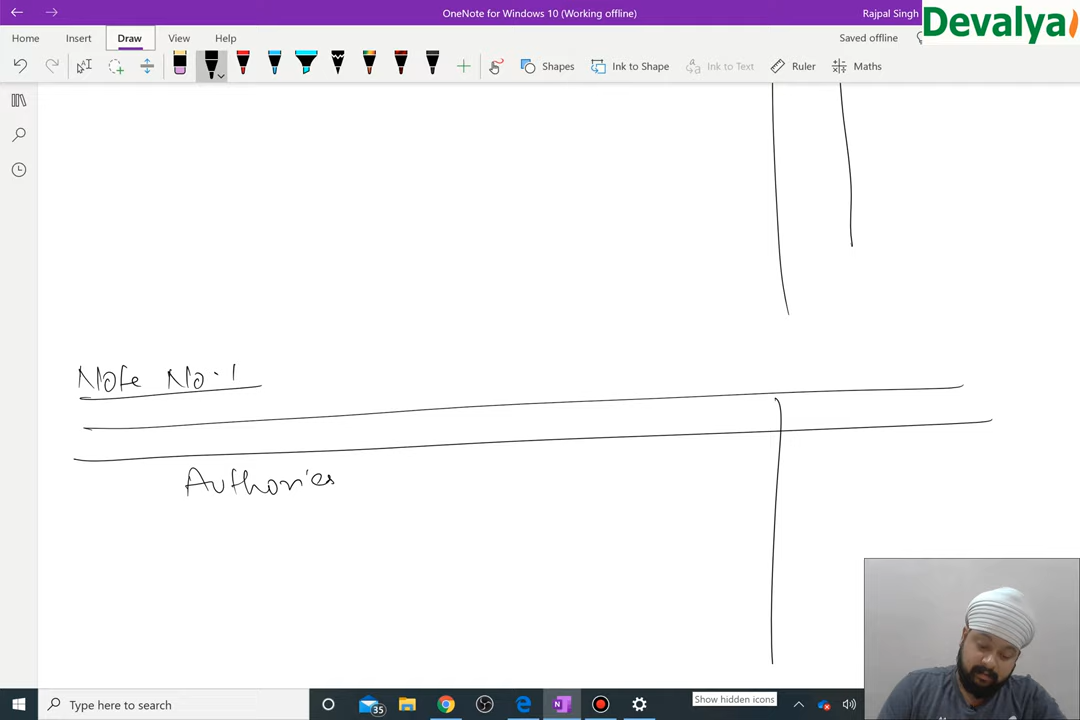 OneNote for Windows 10 (Working offline)
Rajpal Singh
Devalya
Home Insert Draw View Help
Saved offline
Shapes Ink to Shape Ink to Text Ruler Maths
Note No.1
Authories
Show hidden icons
Type here to search
35